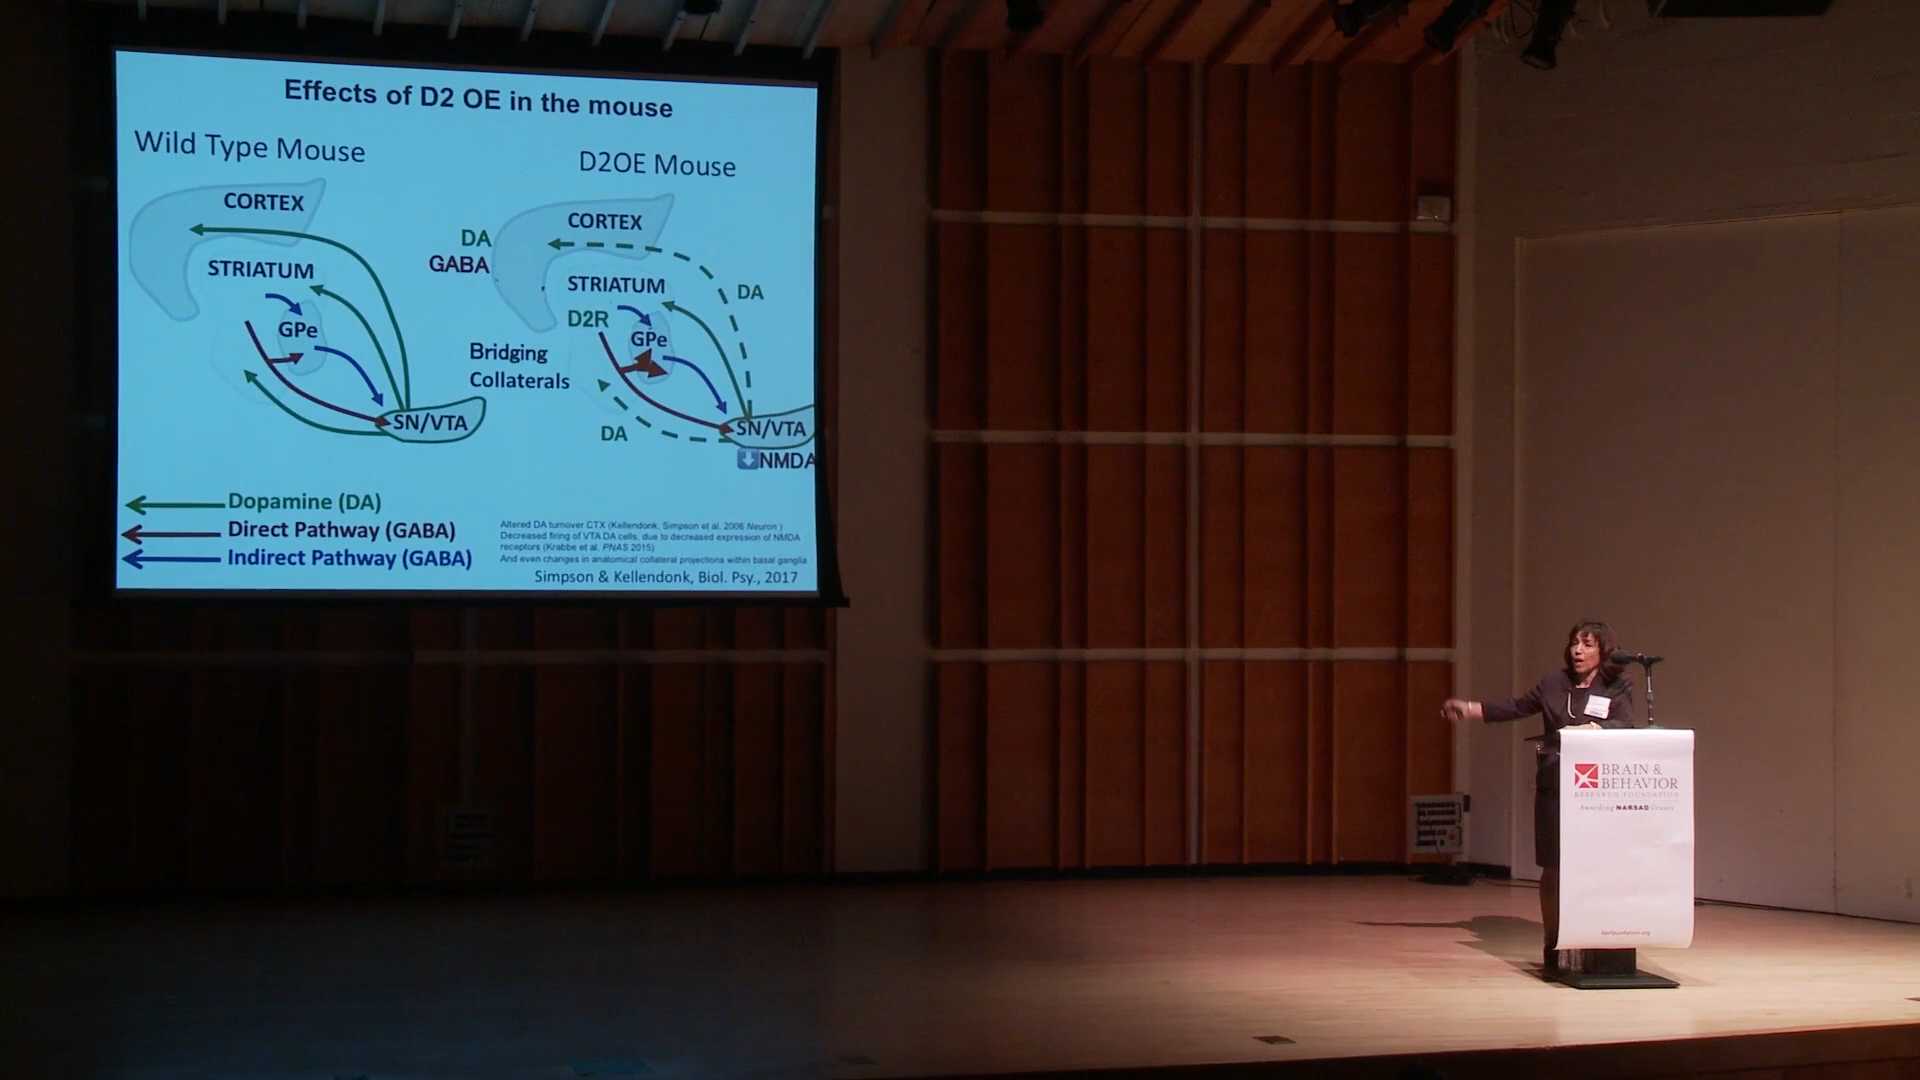 Effects of D2 OE in the mouse
Wild Type Mouse
D2OE Mouse
CORTEX
STRIATUM
GPe
SN/VTA
CORTEX
DA
GABA
STRIATUM
DA
D2R
GPe
Bridging
Collaterals
DA
SN/VTA
NMDA
Dopamine (DA)
Direct Pathway (GABA)
Indirect Pathway (GABA)
Altered DA turnover CTX (Kellendonk, Simpson et al. 2006 Neuron )
Decreased firing of VTA DA cells, due to decreased expression of NMDA
receptors (Krabbe et al. PNAS 2015)
And even changes in anatomical collateral projections within basal ganglia
Simpson & Kellendonk, Biol. Psy., 2017
BRAIN &
BEHAVIOR
RESEARCH FOUNDATION
Awarding NARSAD Grants
bbrfoundation.org